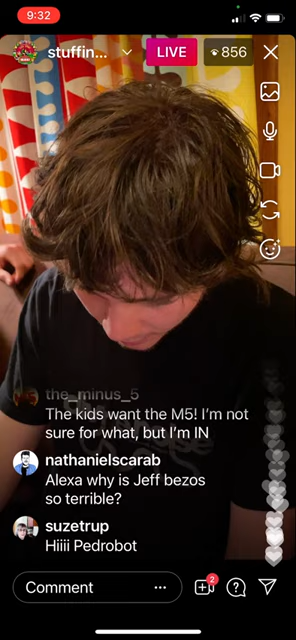 9:32
stuffin...
LIVE
856
the_minus_5
The kids want the M5! I'm not
sure for what, but I'm IN
nathanielscarab
Alexa why is Jeff bezos
so terrible?
suzetrup
Hiiii Pedrobot
Comment
2